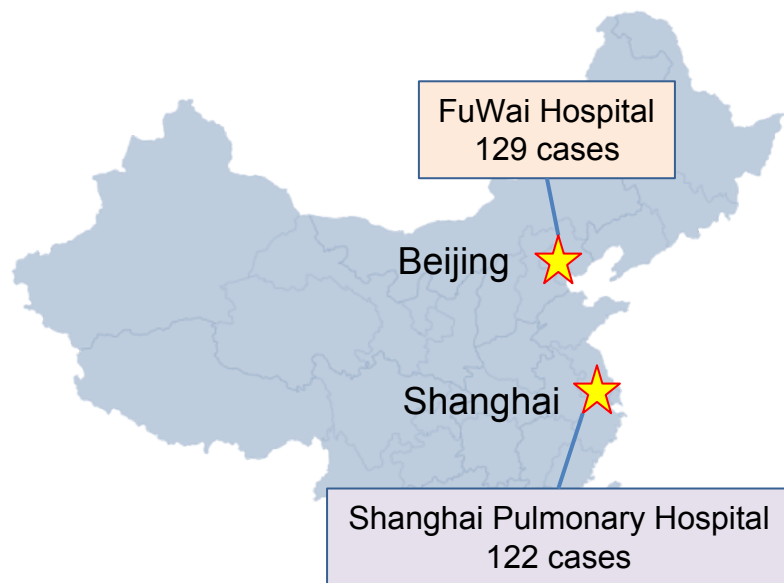 FuWai Hospital
129 cases
Beijing
Shanghai
Shanghai Pulmonary Hospital
122 cases